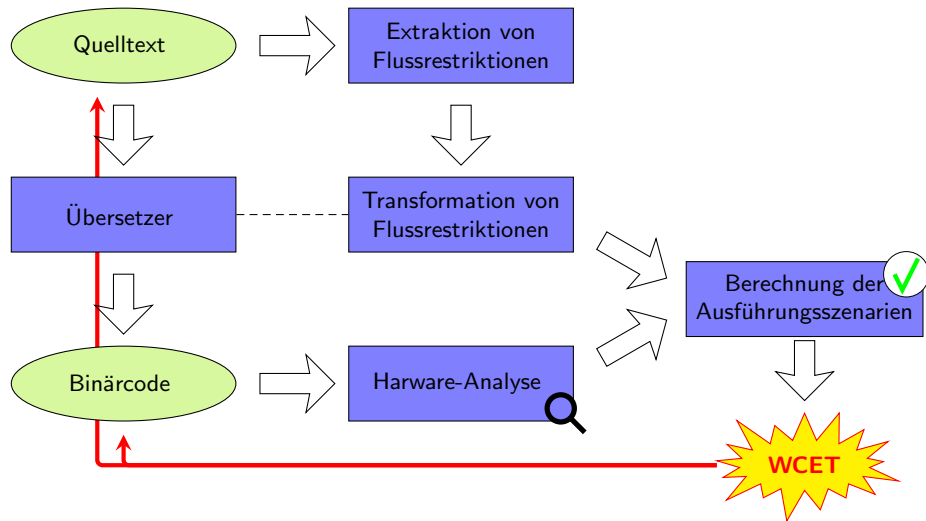 Quelltext
Extraktion von
Flussrestriktionen
Übersetzer
Transformation von
Flussrestriktionen
Berechnung der
Ausführungsszenarien
Binärcode
Harware-Analyse
WCET